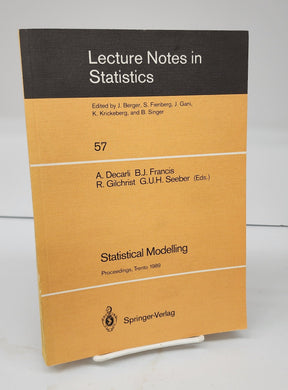 Lecture Notes in
Statistics
Edited by J. Berger, S. Fienberg, J. Gani,
K. Krickeberg, and B. Singer
57
A. Decarli B.J. Francis
R. Gilchrist G.U.H. Seeber (Eds.)
Statistical Modelling
Proceedings, Trento 1989
Springer-Verlag